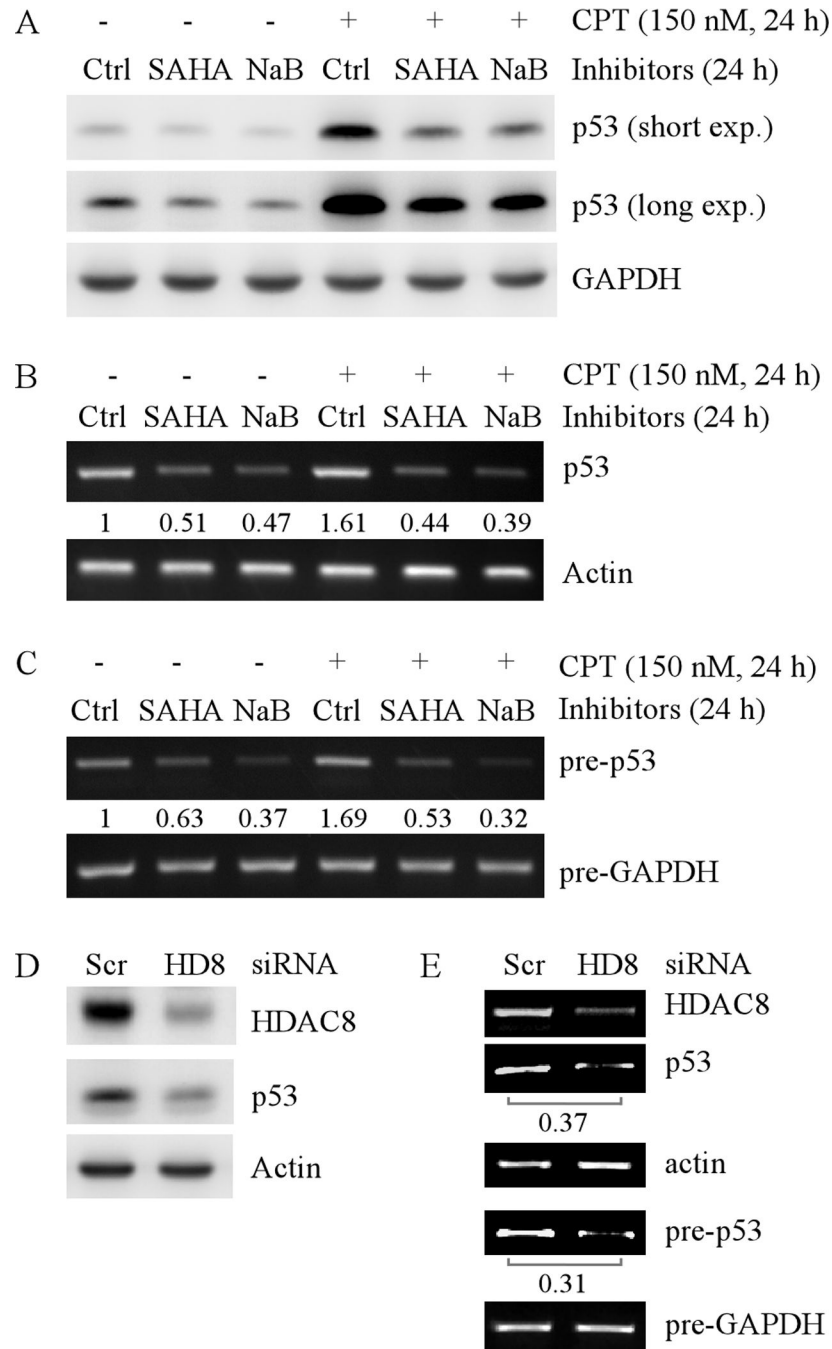 A - - - + + + CPT (150 nM, 24 h)
Ctrl SAHA NaB Ctrl SAHA NaB Inhibitors (24 h)
p53 (short exp.)
p53 (long exp.)
GAPDH
B - - - + + + CPT (150 nM, 24 h)
Ctrl SAHA NaB Ctrl SAHA NaB Inhibitors (24 h)
p53
1 0.51 0.47 1.61 0.44 0.39
Actin
C - - - + + + CPT (150 nM, 24 h)
Ctrl SAHA NaB Ctrl SAHA NaB Inhibitors (24 h)
pre-p53
1 0.63 0.37 1.69 0.53 0.32
pre-GAPDH
D Scr HD8 siRNA
HDAC8
p53
Actin
E Scr HD8 siRNA
HDAC8
p53
0.37
actin
pre-p53
0.31
pre-GAPDH